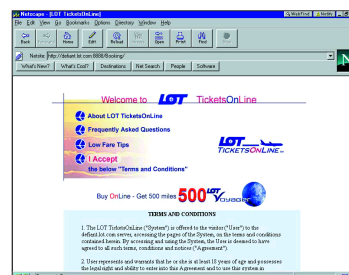 Netscape - [LOT TicketsOnLine]
File Edit View Go Bookmarks Options Directory Window Help
Back Home Edit Reload Open Print Find
Netsite: http://defiant.lot.com:8888/Booking/
What's New? What's Cool? Destinations Net Search People Software
Welcome to LOT TicketsOnLine
About LOT TicketsOnLine
Frequently Asked Questions
Low Fare Tips
I Accept
the below "Terms and Conditions"
LOT
TICKETSONLINE
Buy OnLine - Get 500 miles 500 LOT Voyager
TERMS AND CONDITIONS
1. The LOT TicketsOnLine ("System") is offered to the visitor ("User") to the
defiant.lot.com server, accessing the pages of the System, on the terms and conditions
contained herein. By accessing and using the System, the User is deemed to have
agreed to all such terms, conditions and notices ("Agreement").
2. User represents and warrants that he or she is at least 18 years of age and possesses
the legal right and ability to enter into this Agreement and to use this system in